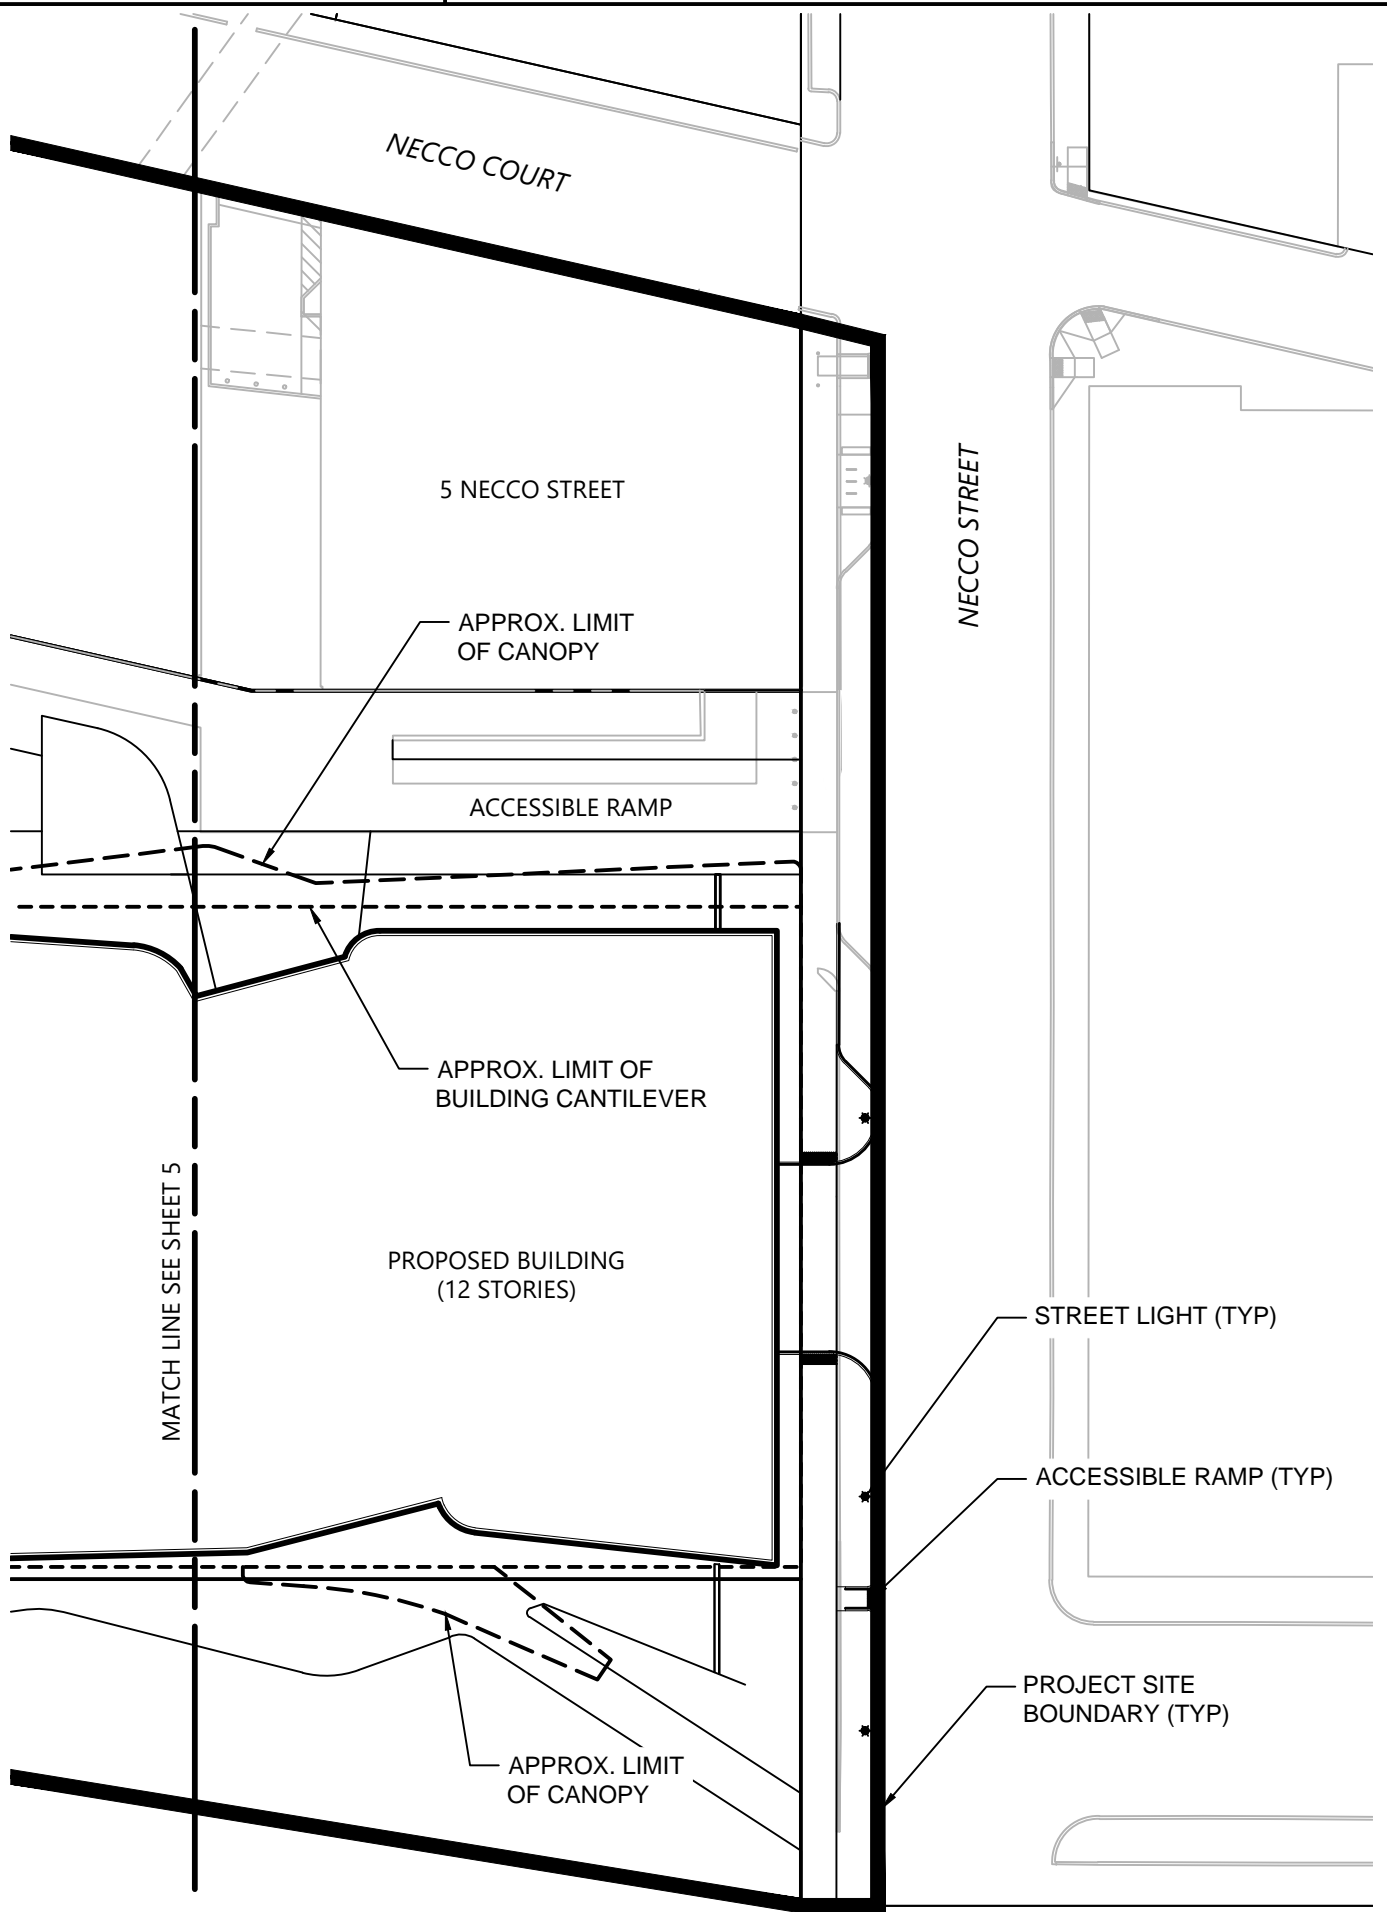 NECCO COURT
5 NECCO STREET
NECCO STREET
APPROX. LIMIT
OF CANOPY
ACCESSIBLE RAMP
APPROX. LIMIT OF
BUILDING CANTILEVER
MATCH LINE SEE SHEET 5
PROPOSED BUILDING
(12 STORIES)
STREET LIGHT (TYP)
ACCESSIBLE RAMP (TYP)
PROJECT SITE
BOUNDARY (TYP)
APPROX. LIMIT
OF CANOPY